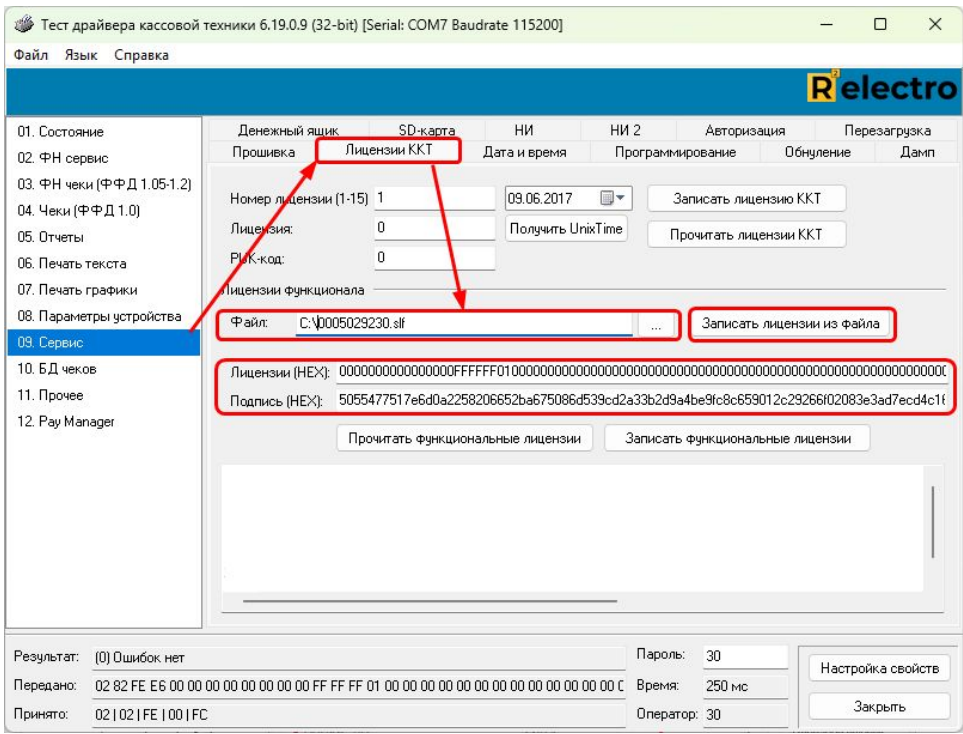 Тест драйвера кассовой техники 6.19.0.9 (32-bit) [Serial: COM7 Baudrate 115200]
Файл Язык Справка
R2electro
01. Состояние
02. ФН сервис
03. ФН чеки (ФФД 1.05-1.2)
04. Чеки (ФФД 1.0)
05. Отчеты
06. Печать текста
07. Печать графики
08. Параметры устройства
09. Сервис
10. БД чеков
11. Прочее
12. Pay Manager
Денежный ящик SD-карта НИ НИ 2 Авторизация Перезагрузка
Прошивка Лицензии ККТ Дата и время Программирование Обнуление Дамп
Номер лицензии (1-15) 1 09.06.2017 Записать лицензию ККТ
Лицензия: 0 Получить UnixTime Прочитать лицензии ККТ
PUK-код: 0
Лицензии функционала
Файл: C:\0005029230.slf ... Записать лицензии из файла
Лицензии (HEX):
Подпись (HEX): 5055477517e6d0a2258206652ba675086d539cd2a33b2d9a4be9fc8c659012c29266f02083e3ad7ecd4c1
Прочитать функциональные лицензии Записать функциональные лицензии
Результат: (0) Ошибок нет
Передано: 02 82 FE E6 00 00 00 00 00 00 00 00 FF FF FF 01 00 00 00 00 00 00 00 00 00 00 00 00 00 00
Принято: 02 | 02 | FE | 00 | FC
Пароль: 30
Время: 250 мс
Оператор: 30
Настройка свойств
Закрыть